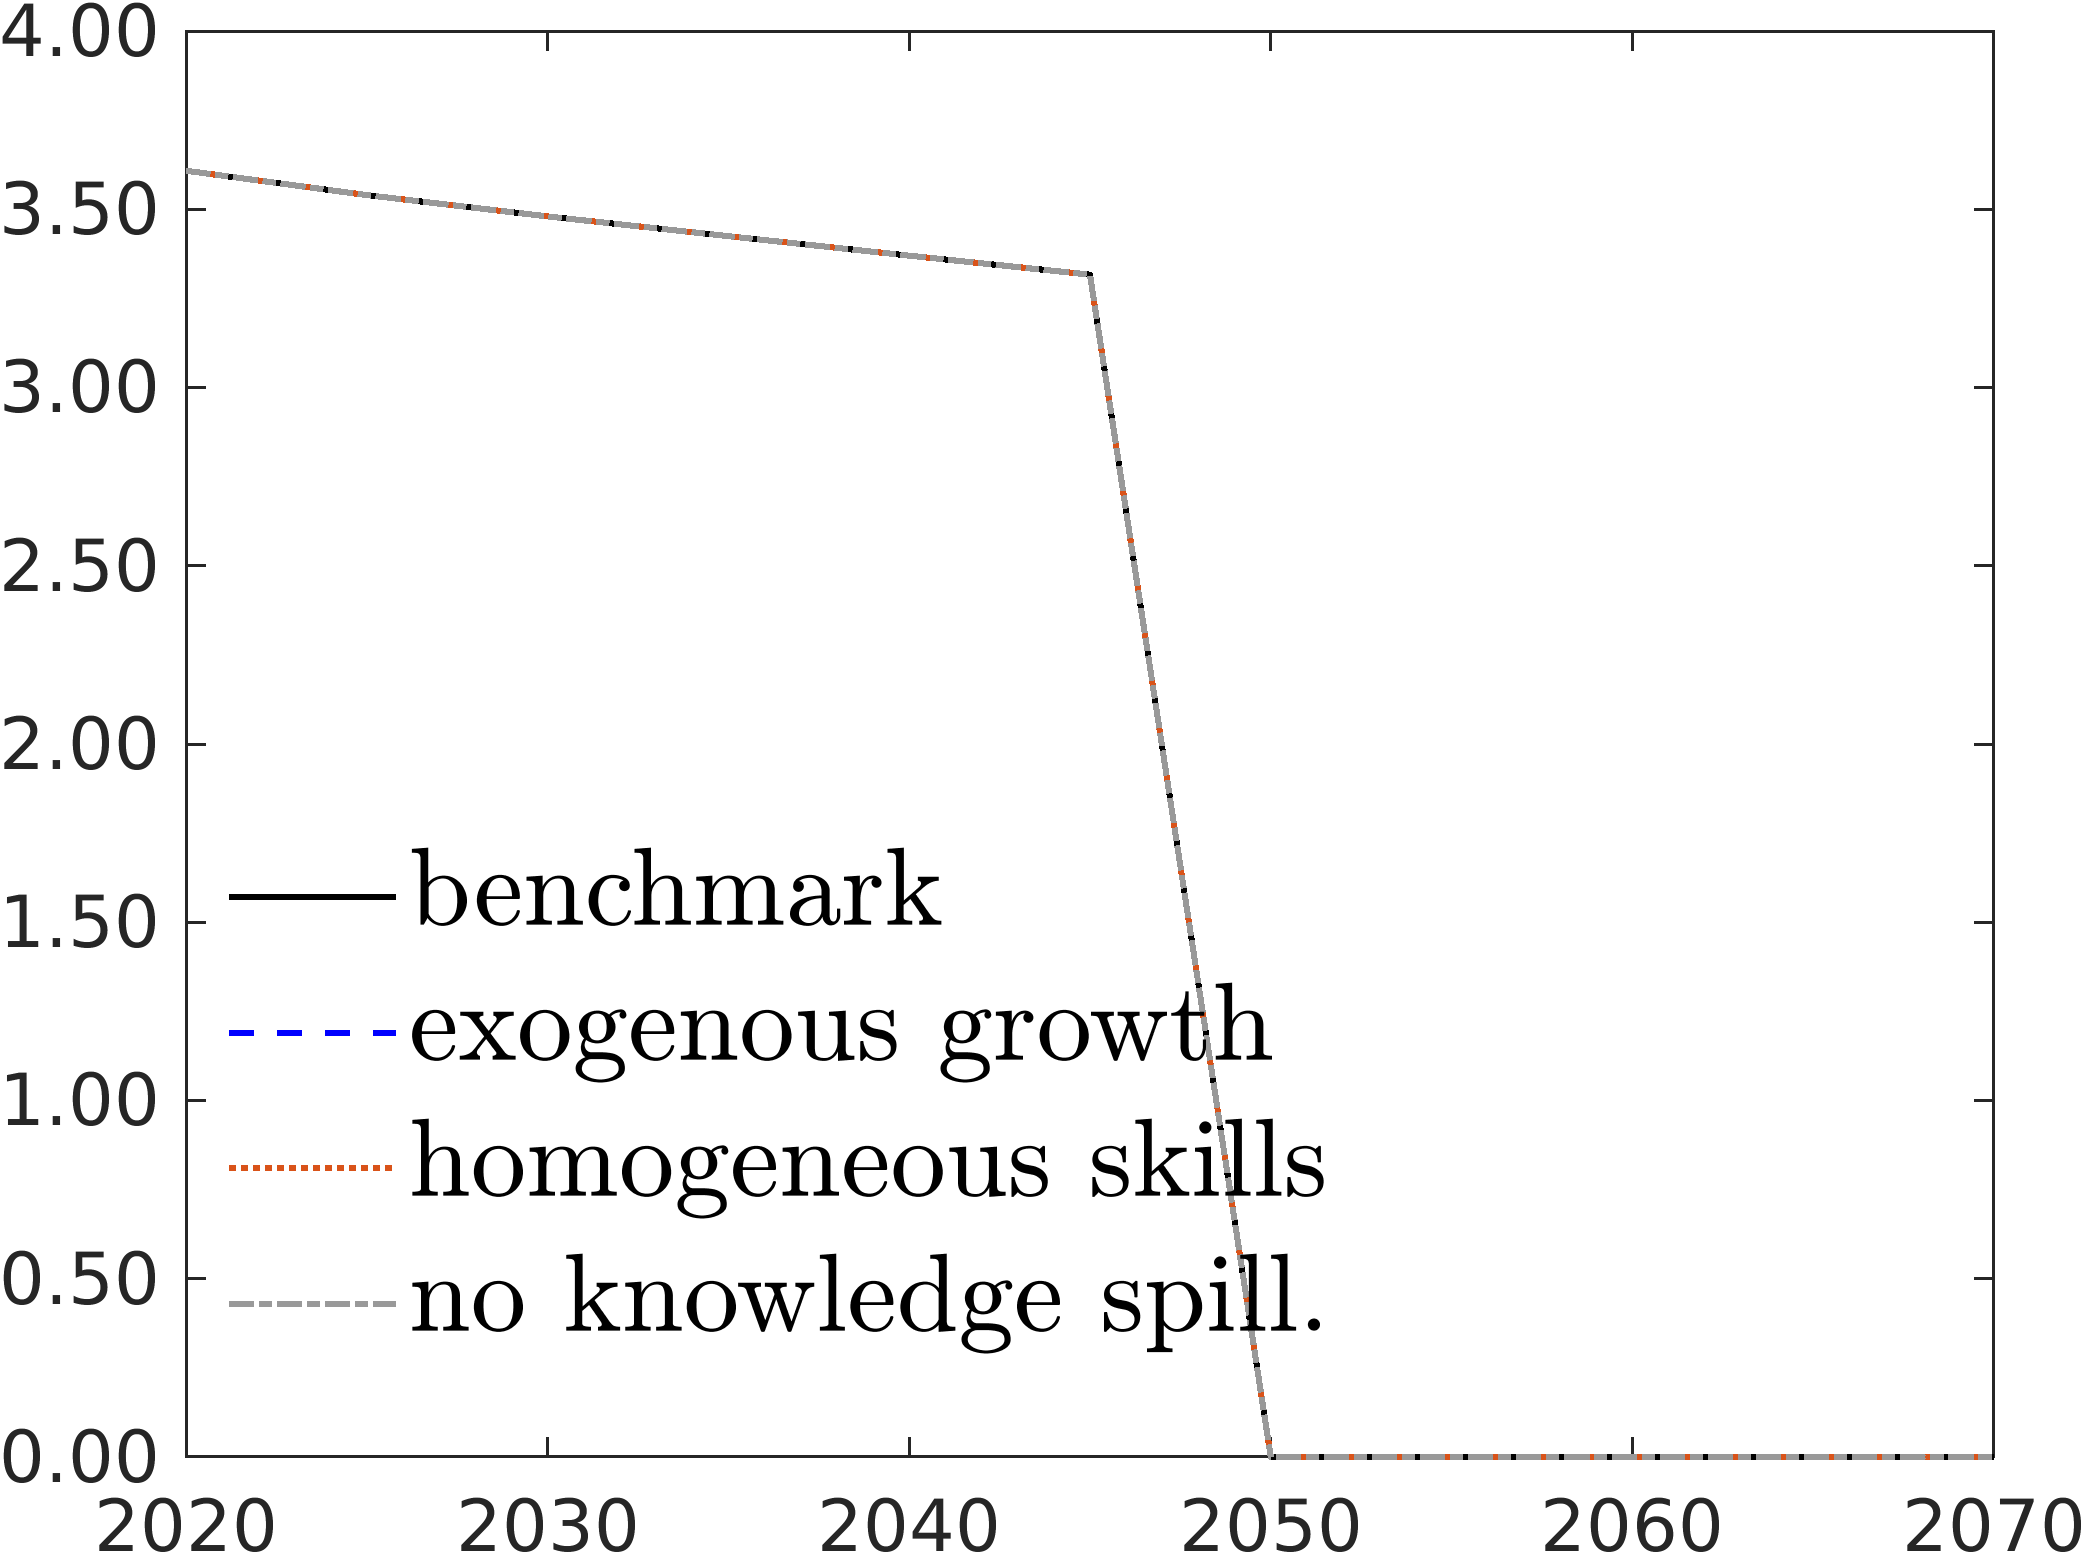 4.00
3.50
3.00
2.50
2.00
1.50
1.00
0.50
0.00
benchmark
exogenous growth
homogeneous skills
no knowledge spill.
2020 2030 2040 2050 2060 2070